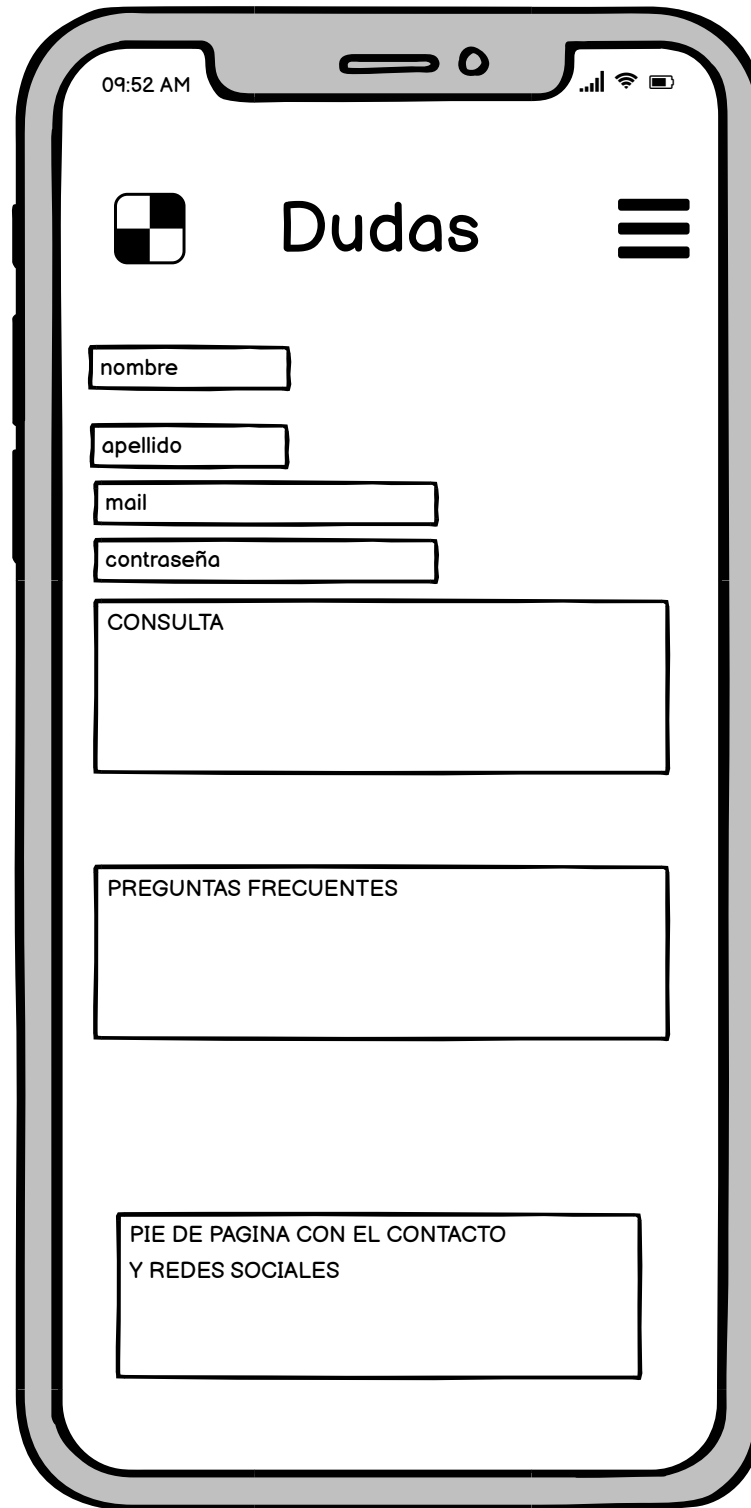 09:52 AM
Dudas
nombre
apellido
mail
contraseña
CONSULTA
PREGUNTAS FRECUENTES
PIE DE PAGINA CON EL CONTACTO
Y REDES SOCIALES